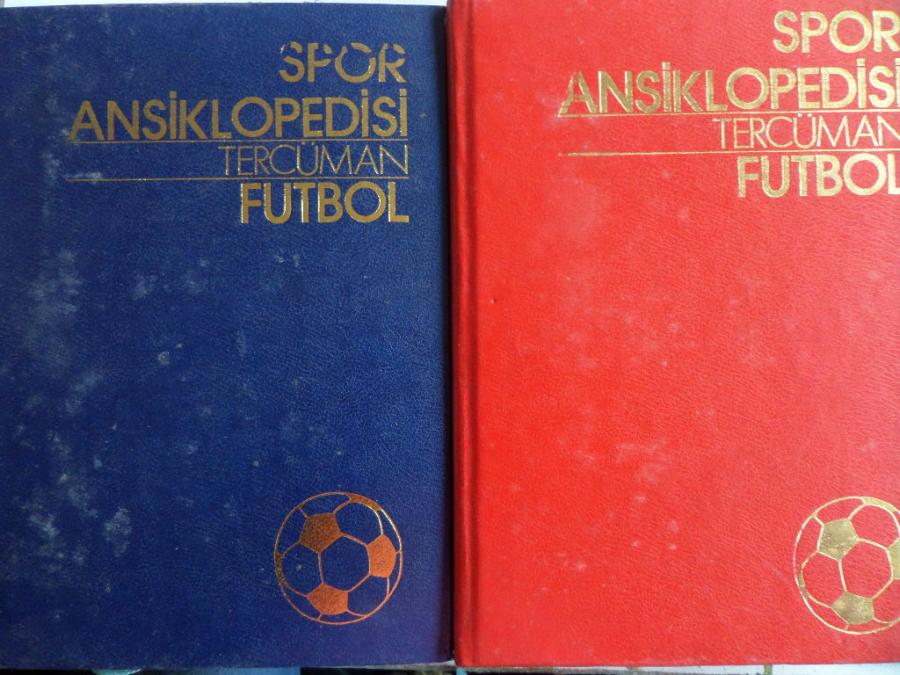 SPOR
ANSİKLOPEDİSİ
TERCÜMAN
FUTBOL
SPOR
ANSİKLOPEDİSİ
TERCÜMAN
FUTBOL